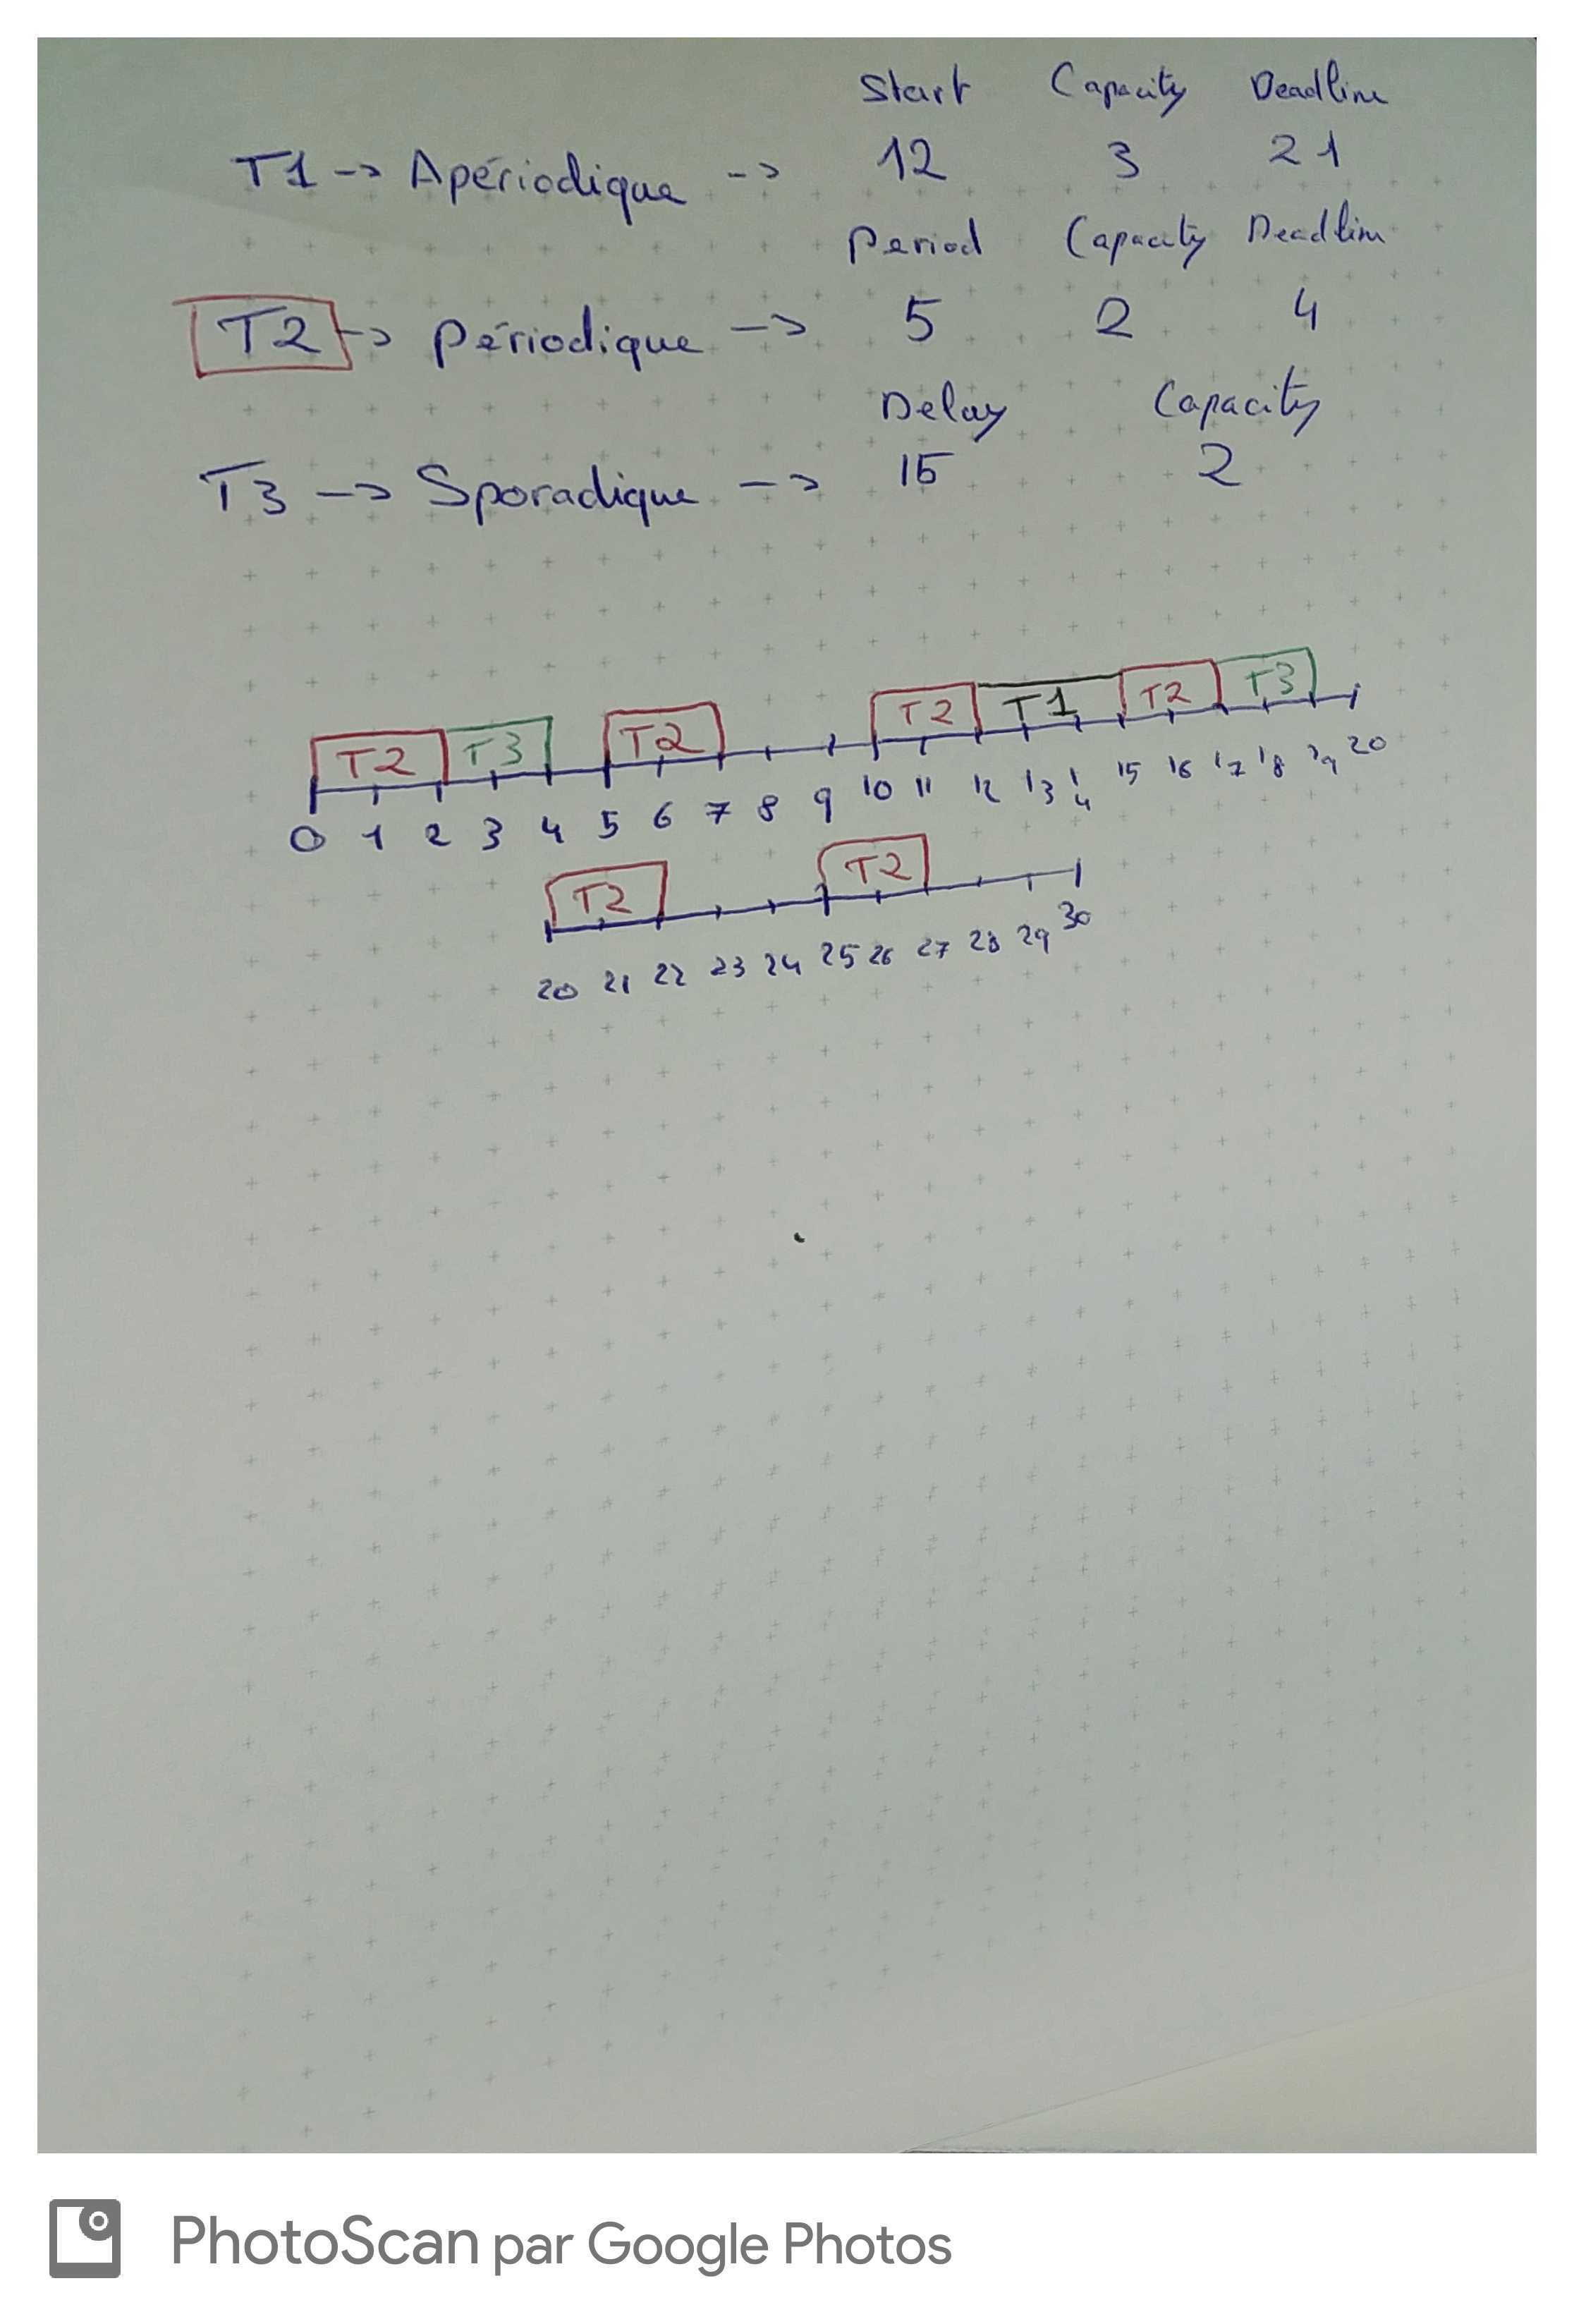 Start Capacity Deadline
T1 -> Apériodique -> 12 3 21
Period Capacity Deadline
T2 -> Périodique -> 5 2 4
Delay Capacity
T3 -> Sporadique -> 15 2
T2 T3 T2 T2 T1 T2 T3
0 1 2 3 4 5 6 7 8 9 10 11 12 13 14 15 16 17 18 19 20
T2 T2
20 21 22 23 24 25 26 27 28 29 30
PhotoScan par Google Photos